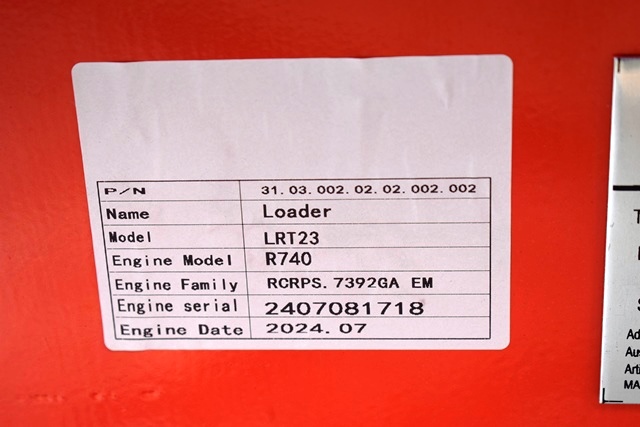 P/N 31.03.002.02.02.002.002
Name Loader
Model LRT23
Engine Model R740
Engine Family RCRPS.7392GA EM
Engine serial 2407081718
Engine Date 2024.07